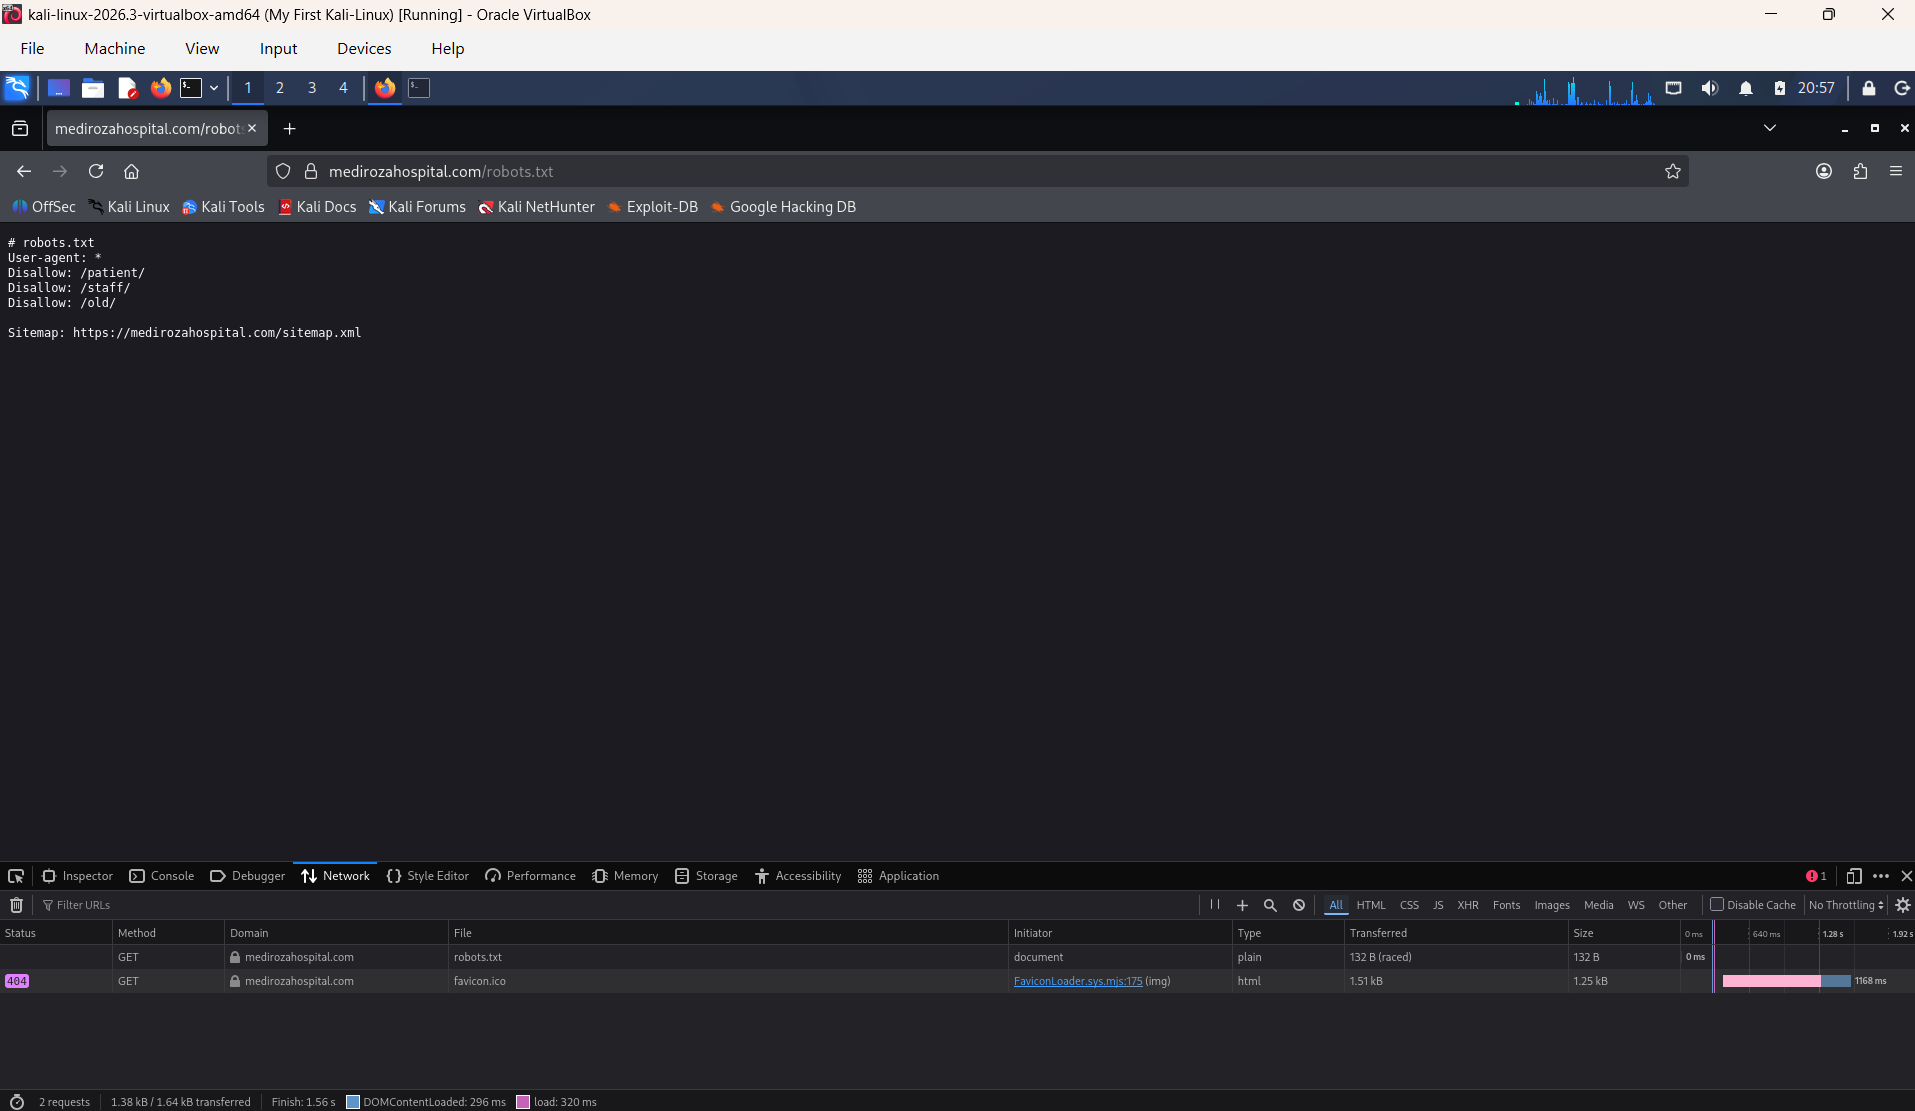 kali-linux-2026.3-virtualbox-amd64 (My First Kali-Linux) [Running] - Oracle VirtualBox
File Machine View Input Devices Help
1 2 3 4 20:57
medirozahospital.com/robots
medirozahospital.com/robots.txt
OffSec Kali Linux Kali Tools Kali Docs Kali Forums Kali NetHunter Exploit-DB Google Hacking DB
# robots.txt
User-agent: *
Disallow: /patient/
Disallow: /staff/
Disallow: /old/
Sitemap: https://medirozahospital.com/sitemap.xml
Inspector Console Debugger Network Style Editor Performance Memory Storage Accessibility Application 1
Filter URLs All HTML CSS JS XHR Fonts Images Media WS Other Disable Cache No Throttling
Status Method Domain File Initiator Type Transferred Size 0 ms 640 ms 1.28 s 1.92 s
GET medirozahospital.com robots.txt document plain 132 B (raced) 132 B 0 ms
404 GET medirozahospital.com favicon.ico FaviconLoader.sys.mjs:175 (img) html 1.51 kB 1.25 kB 1168 ms
2 requests 1.38 kB / 1.64 kB transferred Finish: 1.56 s DOMContentLoaded: 296 ms load: 320 ms